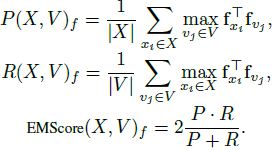 P(X, V)_f = \frac{1}{|X|} \sum_{x_i \in X} \max_{v_j \in V} \mathbf{f}_{x_i}^\top \mathbf{f}_{v_j},
R(X, V)_f = \frac{1}{|V|} \sum_{v_j \in V} \max_{x_i \in X} \mathbf{f}_{x_i}^\top \mathbf{f}_{v_j},
EMScore(X, V)_f = 2 \frac{P \cdot R}{P + R}.